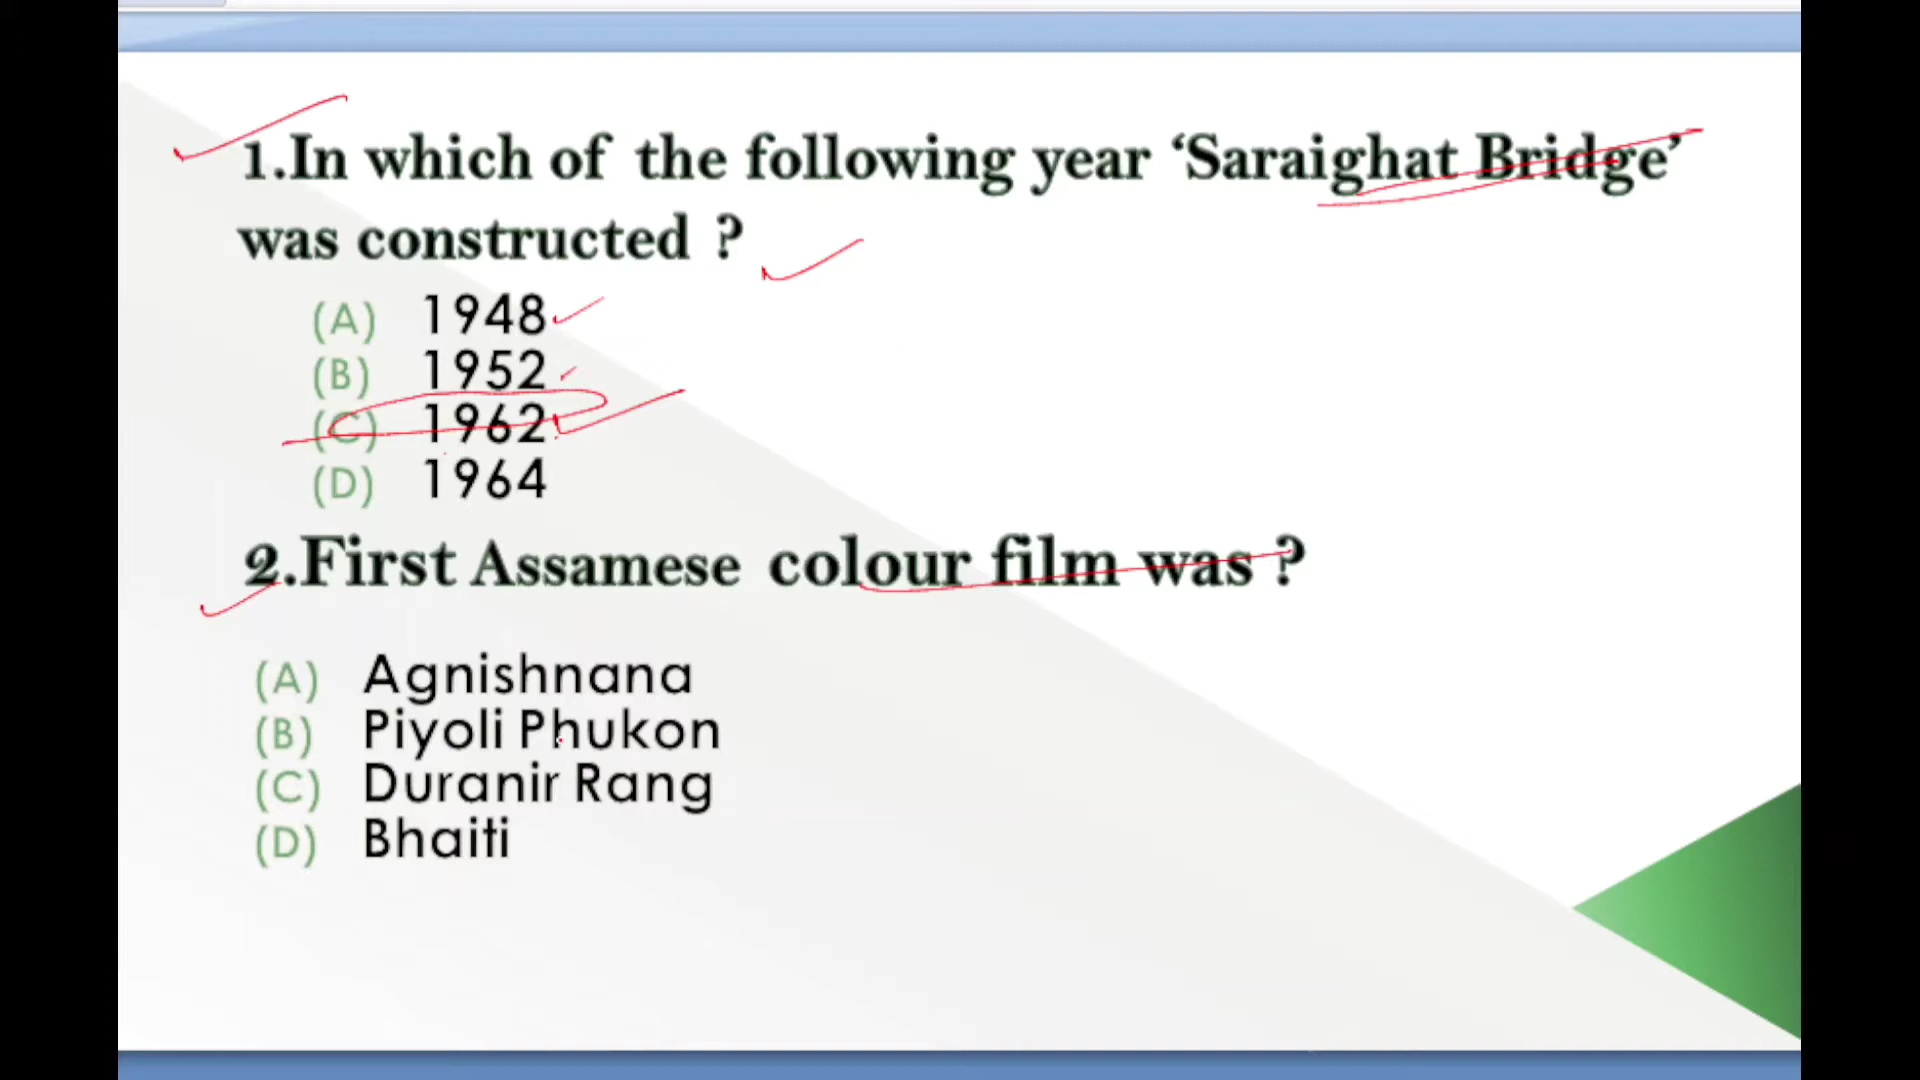 1.In which of the following year ‘Saraighat Bridge’
was constructed ?
(A) 1948
(B) 1952
(C) 1962
(D) 1964
2.First Assamese colour film was ?
(A) Agnishnana
(B) Piyoli Phukon
(C) Duranir Rang
(D) Bhaiti